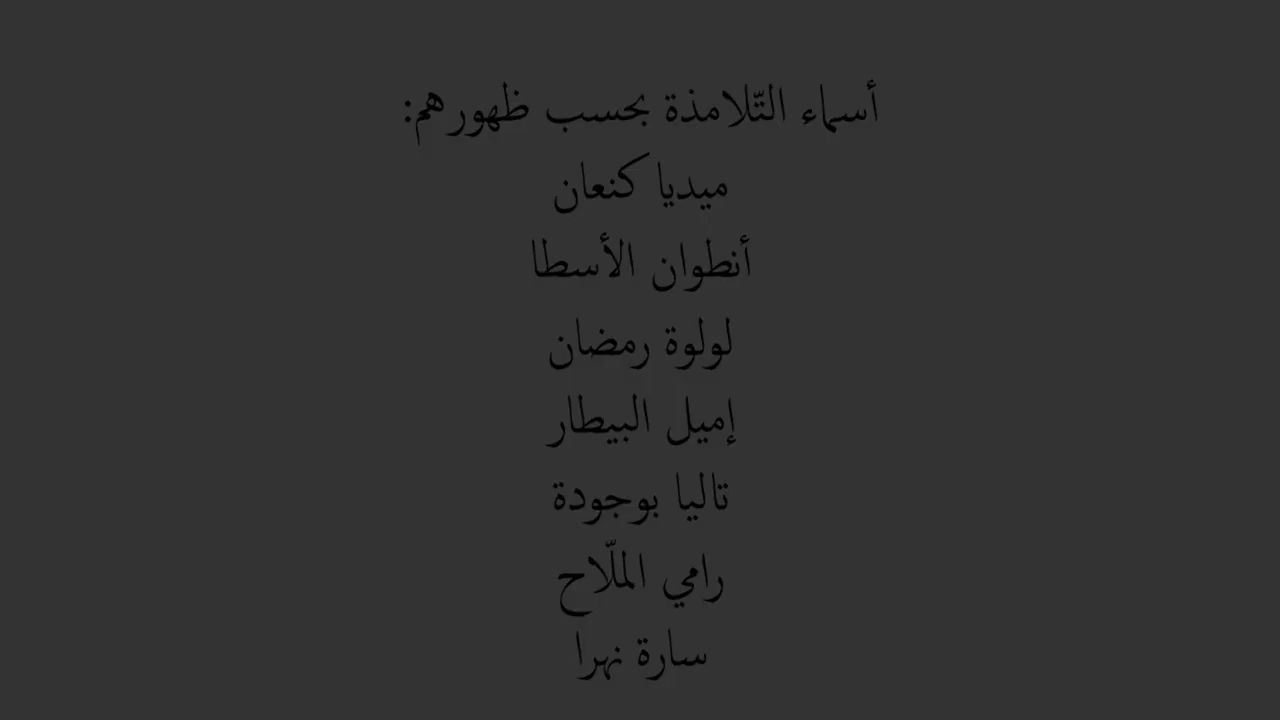 أسماء التّلامذة بحسب ظهورهم:
ميديا كنعان
أنطوان الأسطا
لولوة رمضان
إميل البيطار
تاليا بوجودة
رامي الملّاح
سارة نهرا